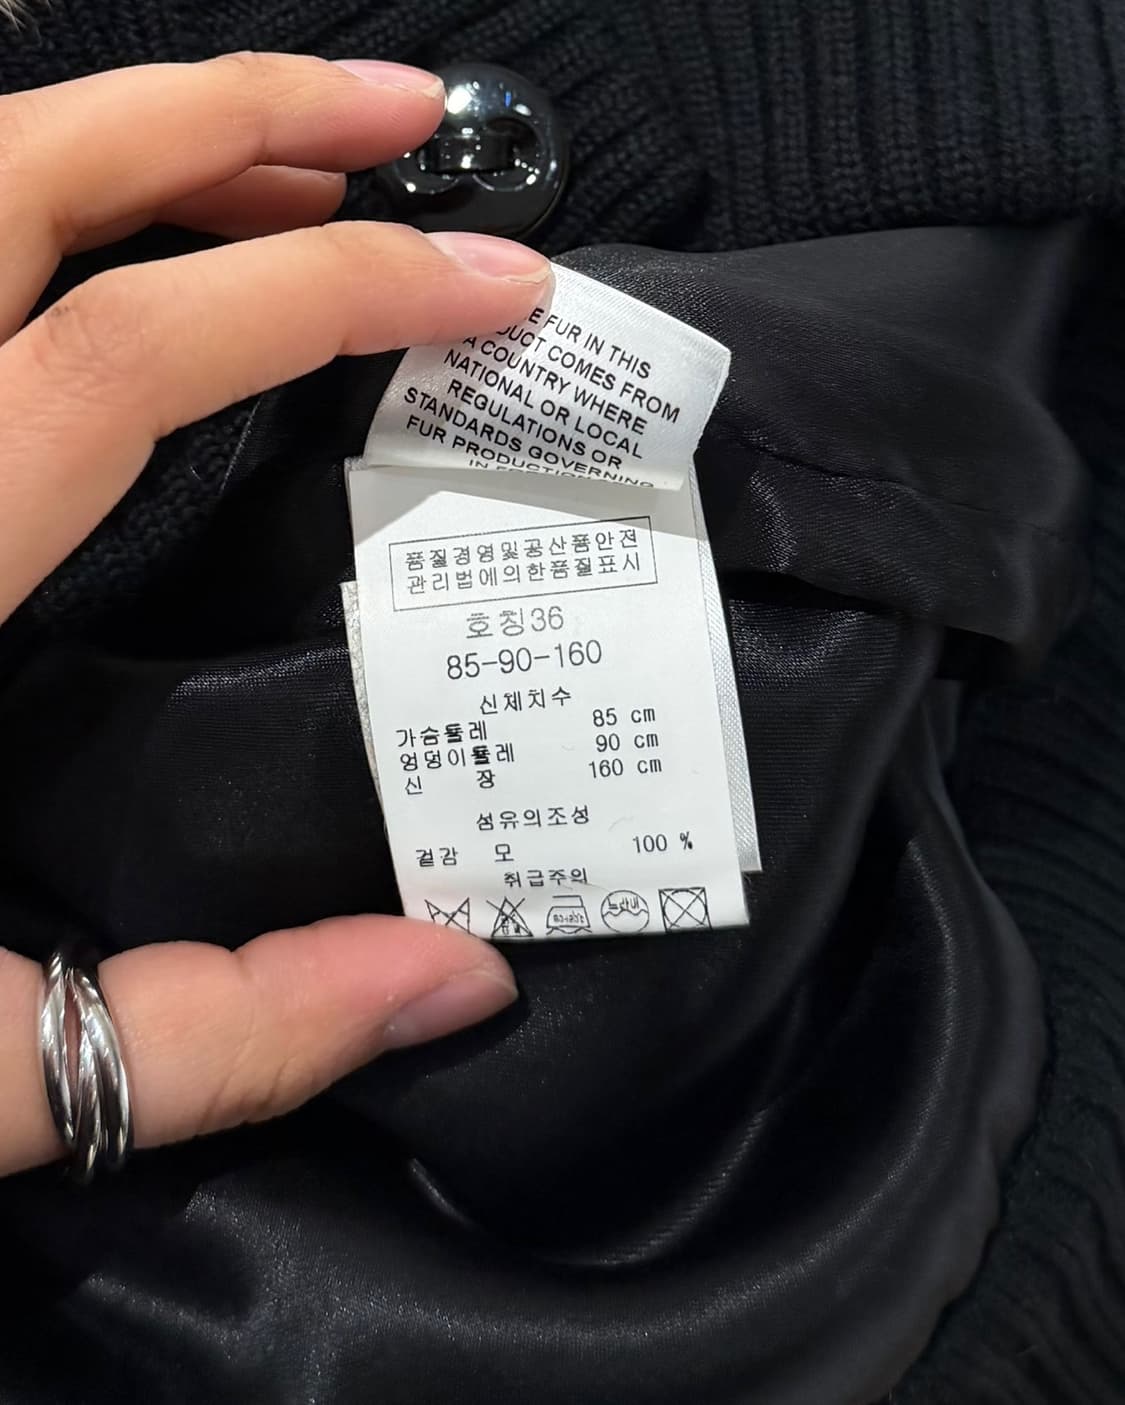 FUR IN THIS
COMES FROM
A COUNTRY WHERE
NATIONAL OR LOCAL
REGULATIONS OR
STANDARDS GOVERNING
FUR PRODUCTION
품질경영및공산품안전
관리법에의한품질표시
호칭36
85-90-160
신체치수
가슴둘레 85 cm
엉덩이둘레 90 cm
신 장 160 cm
섬유의조성
겉감 모 100 %
취급주의